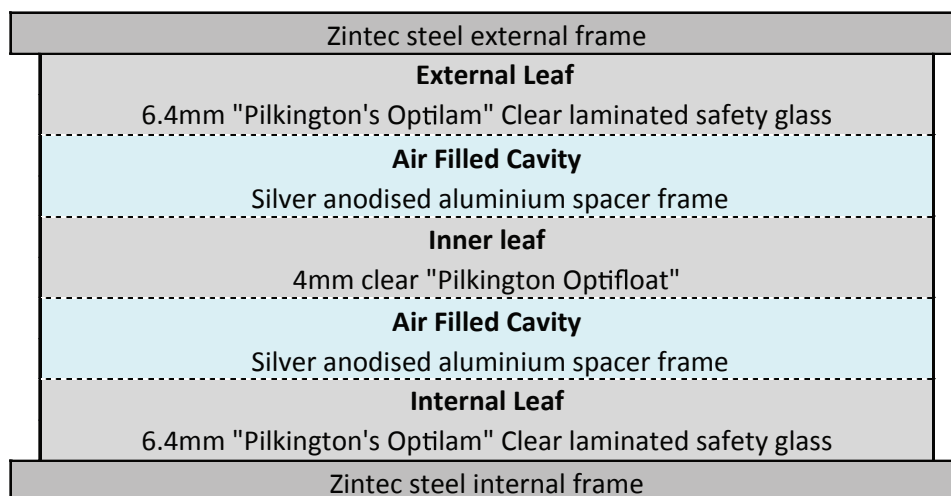 Zintec steel external frame
External Leaf
6.4mm "Pilkington's Optilam" Clear laminated safety glass
Air Filled Cavity
Silver anodised aluminium spacer frame
Inner leaf
4mm clear "Pilkington Optifloat"
Air Filled Cavity
Silver anodised aluminium spacer frame
Internal Leaf
6.4mm "Pilkington's Optilam" Clear laminated safety glass
Zintec steel internal frame